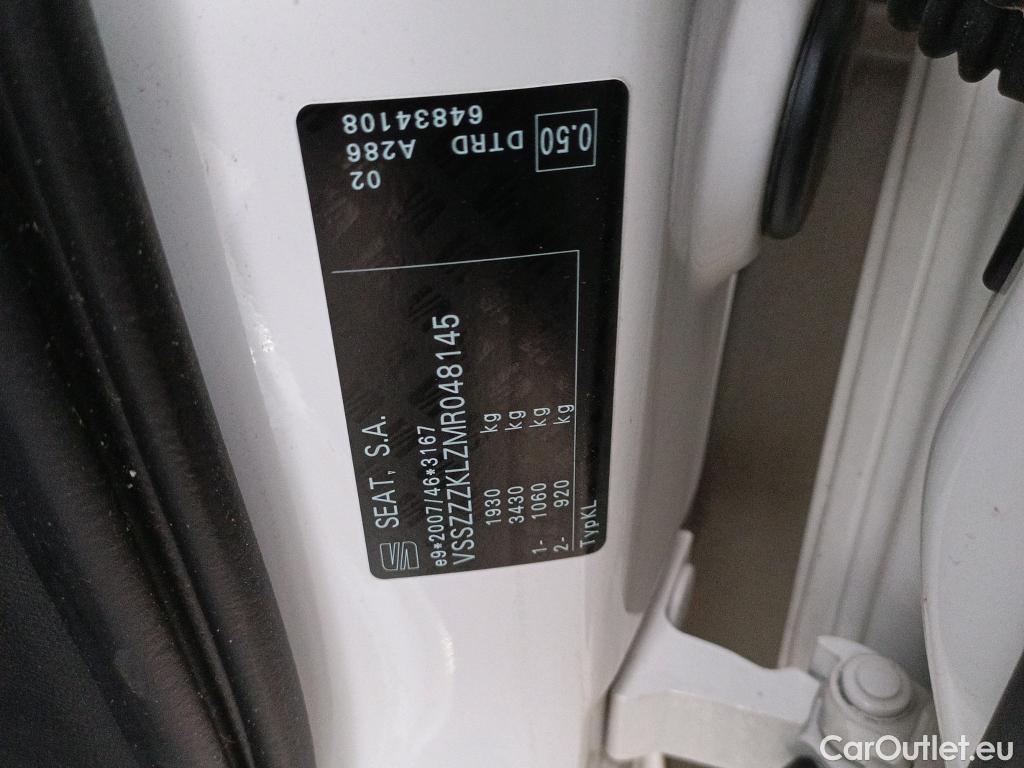 SEAT, S.A.
e9*2007/46*3167
VSSZZZKLZMR048145
1930 kg
3430 kg
1- 1060 kg
2- 920 kg
TypKL
02
64834108
A286 DTRD
0.50
CarOutlet.eu